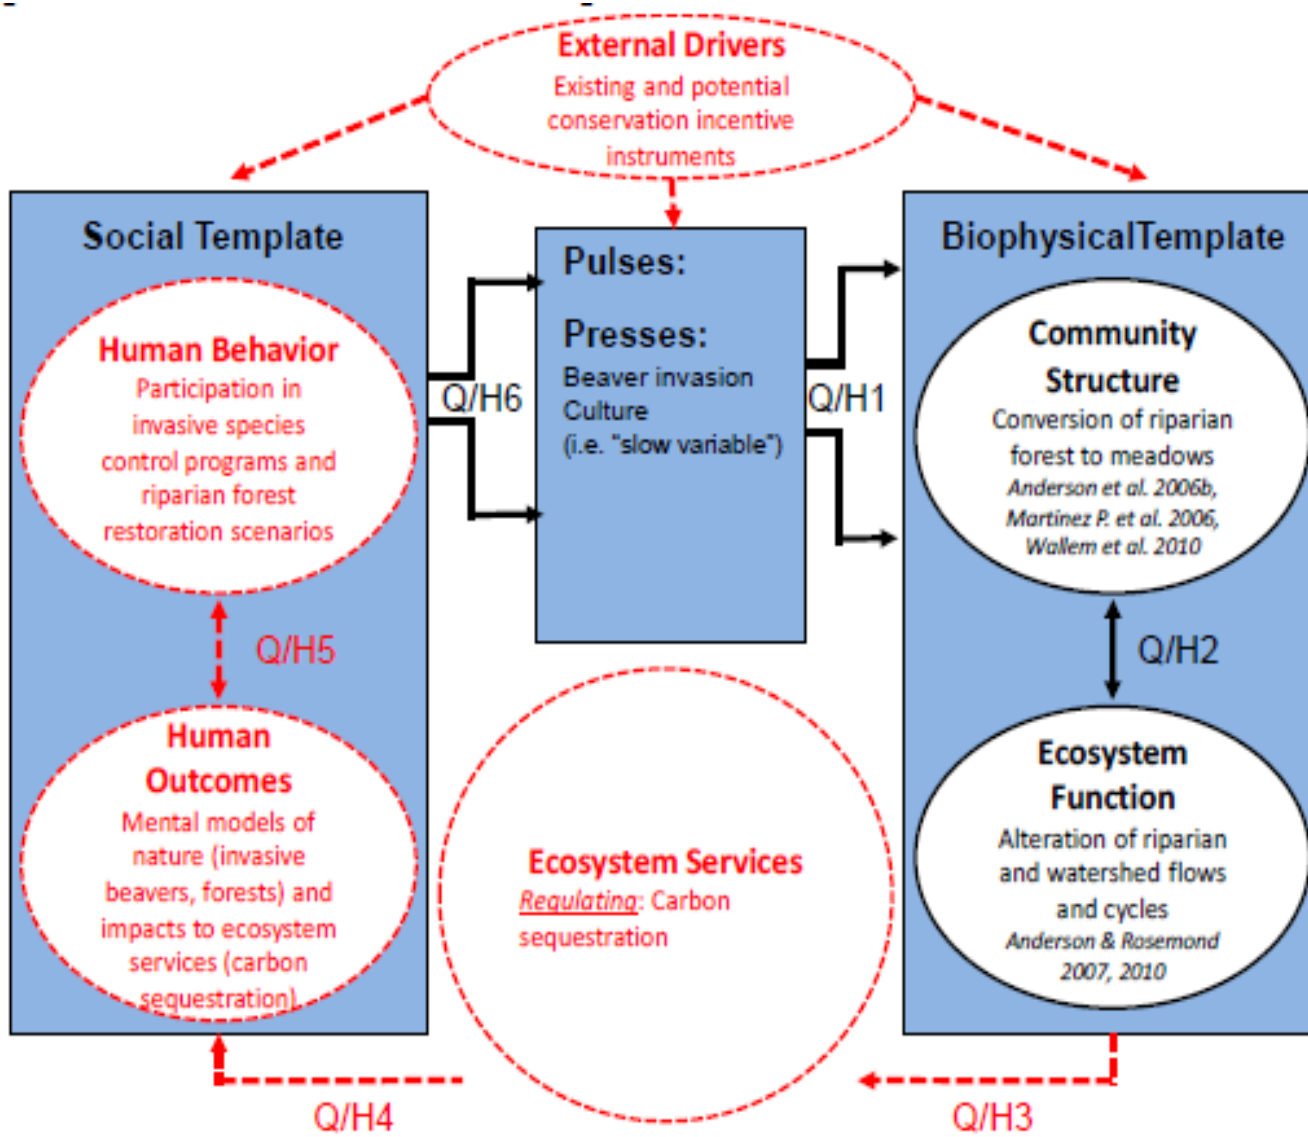 External Drivers
Existing and potential
conservation incentive
instruments
Social Template
Human Behavior
Participation in
invasive species
control programs and
riparian forest
restoration scenarios
Q/H5
Human
Outcomes
Mental models of
nature (invasive
beavers, forests) and
impacts to ecosystem
services (carbon
sequestration)
Q/H6
Pulses:
Presses:
Beaver invasion
Culture
(i.e. "slow variable")
Q/H1
BiophysicalTemplate
Community
Structure
Conversion of riparian
forest to meadows
Anderson et al. 2006b,
Martinez P. et al. 2006,
Wallem et al. 2010
Q/H2
Ecosystem
Function
Alteration of riparian
and watershed flows
and cycles
Anderson & Rosemond
2007, 2010
Ecosystem Services
Regulating: Carbon
sequestration
Q/H4
Q/H3